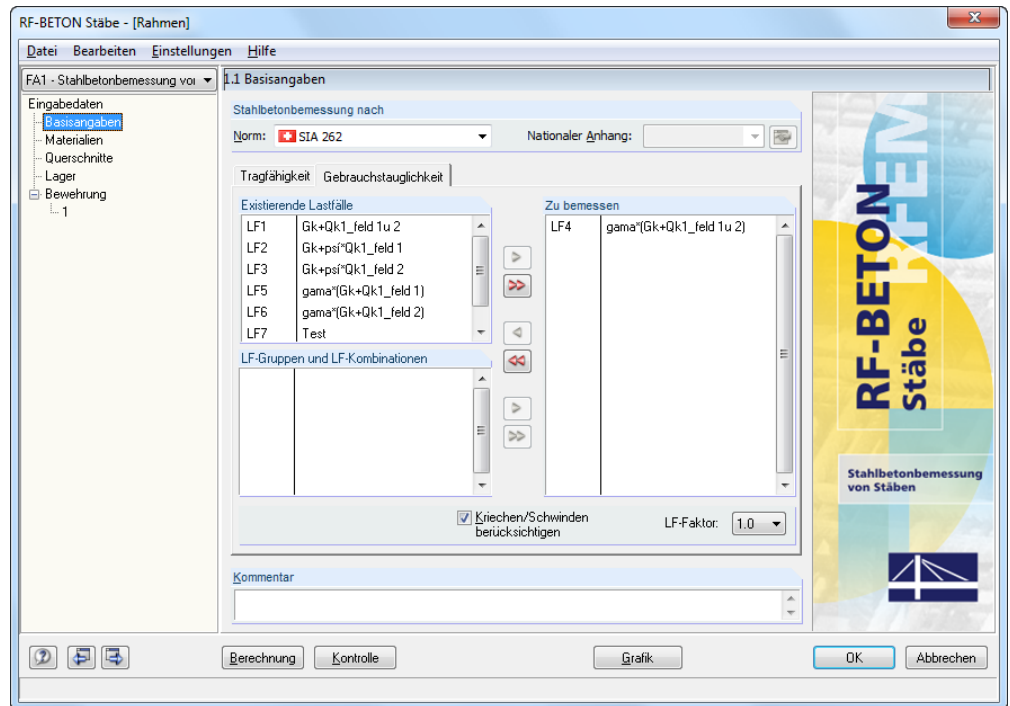 RF-BETON Stäbe - [Rahmen]
Datei Bearbeiten Einstellungen Hilfe
FA1 - Stahlbetonbemessung vor
1.1 Basisangaben
Eingabedaten
Basisangaben
Materialien
Querschnitte
Lager
Bewehrung
1
Stahlbetonbemessung nach
Norm: SIA 262 Nationaler Anhang:
Tragfähigkeit Gebrauchstauglichkeit
Existierende Lastfälle
LF1 Gk+Qk1_feld 1u 2
LF2 Gk+psi*Qk1_feld 1
LF3 Gk+psi*Qk1_feld 2
LF5 gama*(Gk+Qk1_feld 1)
LF6 gama*(Gk+Qk1_feld 2)
LF7 Test
LF-Gruppen und LF-Kombinationen
>
>>
<
<<
>
>>
Zu bemessen
LF4 gama*(Gk+Qk1_feld 1u 2)
Kriechen/Schwinden
berücksichtigen
LF-Faktor: 1.0
Kommentar
RFEM
RF-BETON
Stäbe
Stahlbetonbemessung
von Stäben
Berechnung Kontrolle Grafik OK Abbrechen